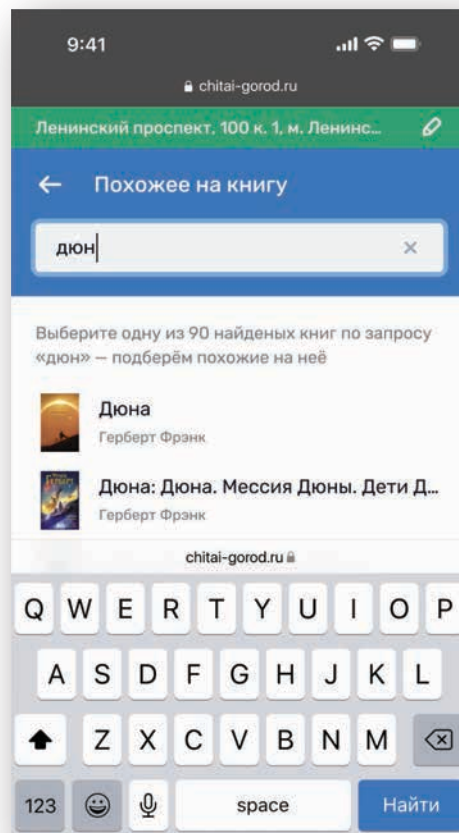 9:41
chitai-gorod.ru
Ленинский проспект, 100 к. 1, м. Ленинс...
Похожее на книгу
дюн
Выберите одну из 90 найденых книг по запросу
«дюн» — подберём похожие на неё
Дюна
Герберт Фрэнк
Дюна: Дюна. Мессия Дюны. Дети Д...
Герберт Фрэнк
chitai-gorod.ru
Q W E R T Y U I O P
A S D F G H J K L
Z X C V B N M
123 space Найти